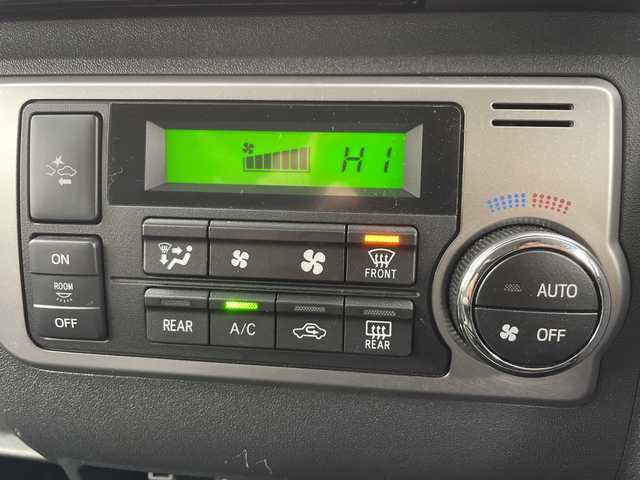 HI
ON
ROOM
OFF
FRONT
REAR
A/C
REAR
AUTO
OFF